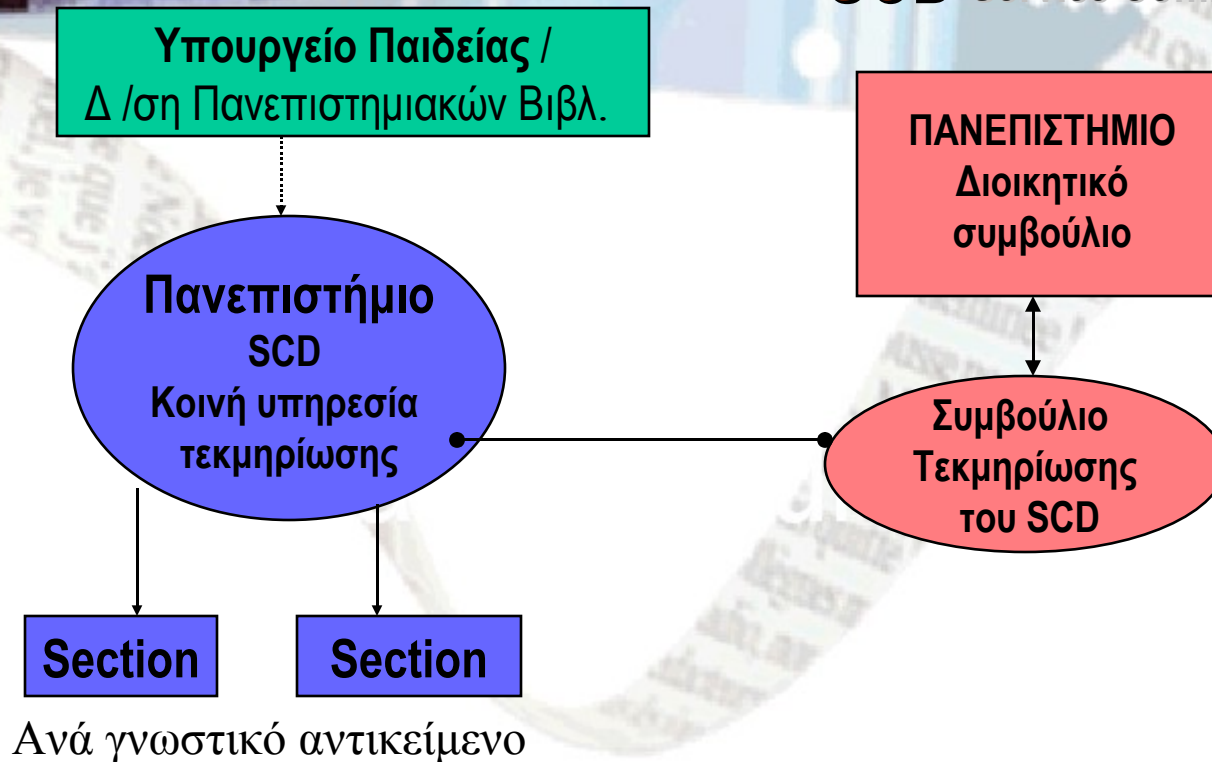 SCD
Υπουργείο Παιδείας /
Δ /ση Πανεπιστημιακών Βιβλ.
ΠΑΝΕΠΙΣΤΗΜΙΟ
Διοικητικό
συμβούλιο
Πανεπιστήμιο
SCD
Κοινή υπηρεσία
τεκμηρίωσης
Συμβούλιο
Τεκμηρίωσης
του SCD
Section
Section
Ανά γνωστικό αντικείμενο